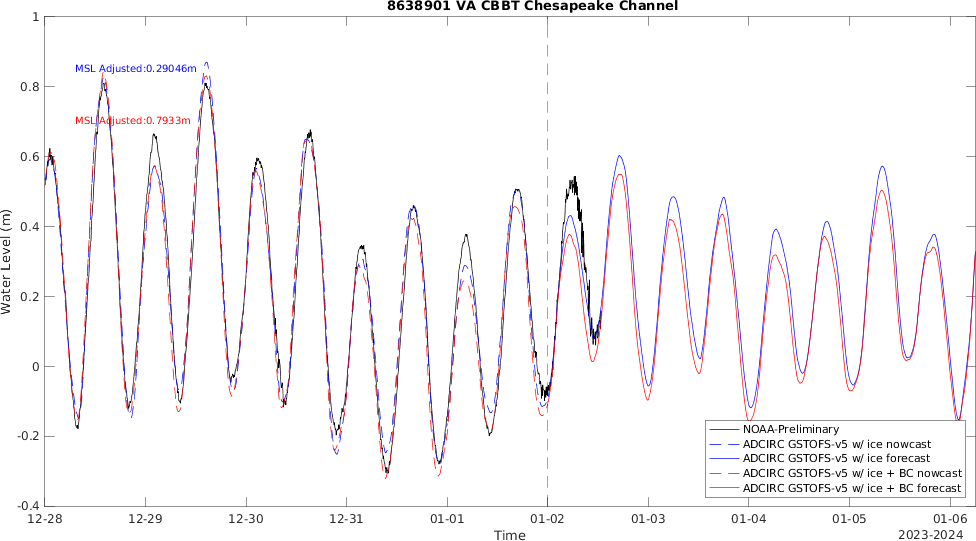 8638901 VA CBBT Chesapeake Channel
1
0.8
0.6
0.4
0.2
0
-0.2
-0.4
Water Level (m)
MSL Adjusted:0.29046m
MSL Adjusted:0.7933m
NOAA-Preliminary
ADCIRC GSTOFS-v5 w/ ice nowcast
ADCIRC GSTOFS-v5 w/ ice forecast
ADCIRC GSTOFS-v5 w/ ice + BC nowcast
ADCIRC GSTOFS-v5 w/ ice + BC forecast
12-28 12-29 12-30 12-31 01-01 01-02 01-03 01-04 01-05 01-06
Time
2023-2024